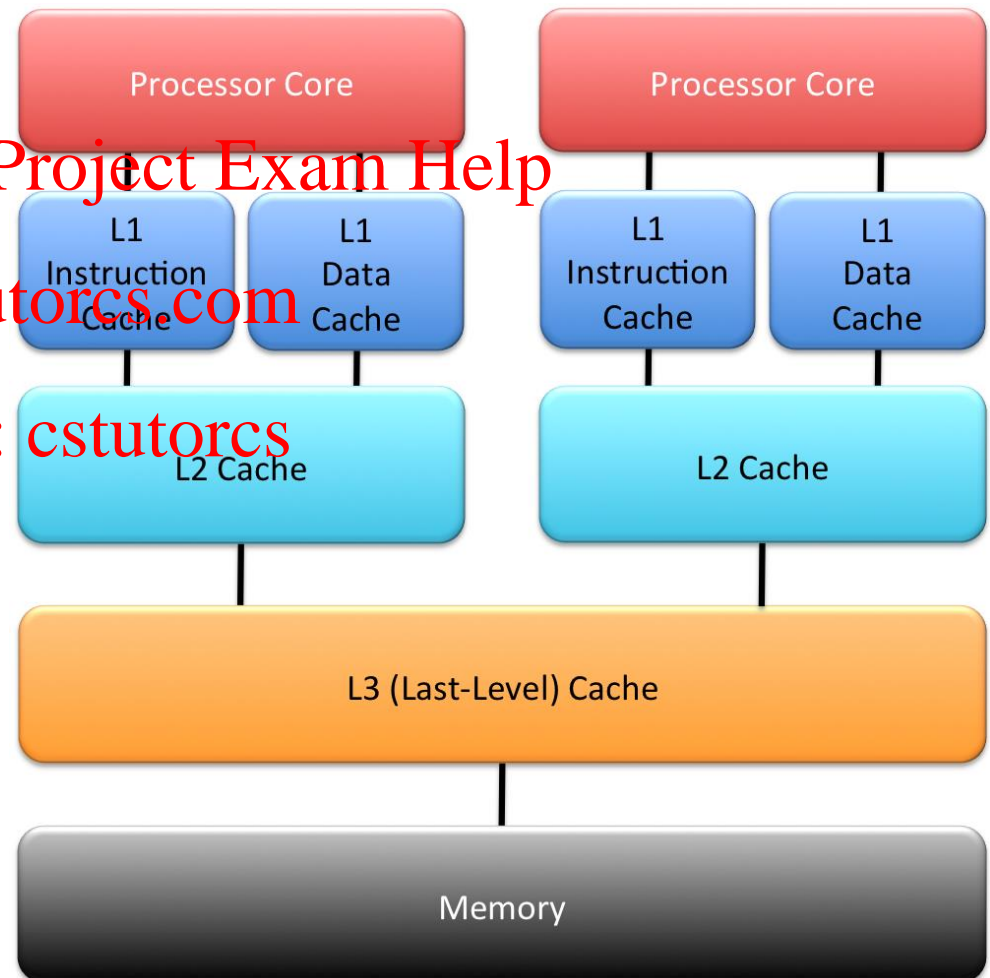 Processor Core
Processor Core
Project Exam Help
L1
Instruction
Cache
L1
Data
Cache
L1
Instruction
Cache
L1
Data
Cache
utorcs.com
: cstutorcs
L2 Cache
L2 Cache
L3 (Last-Level) Cache
Memory